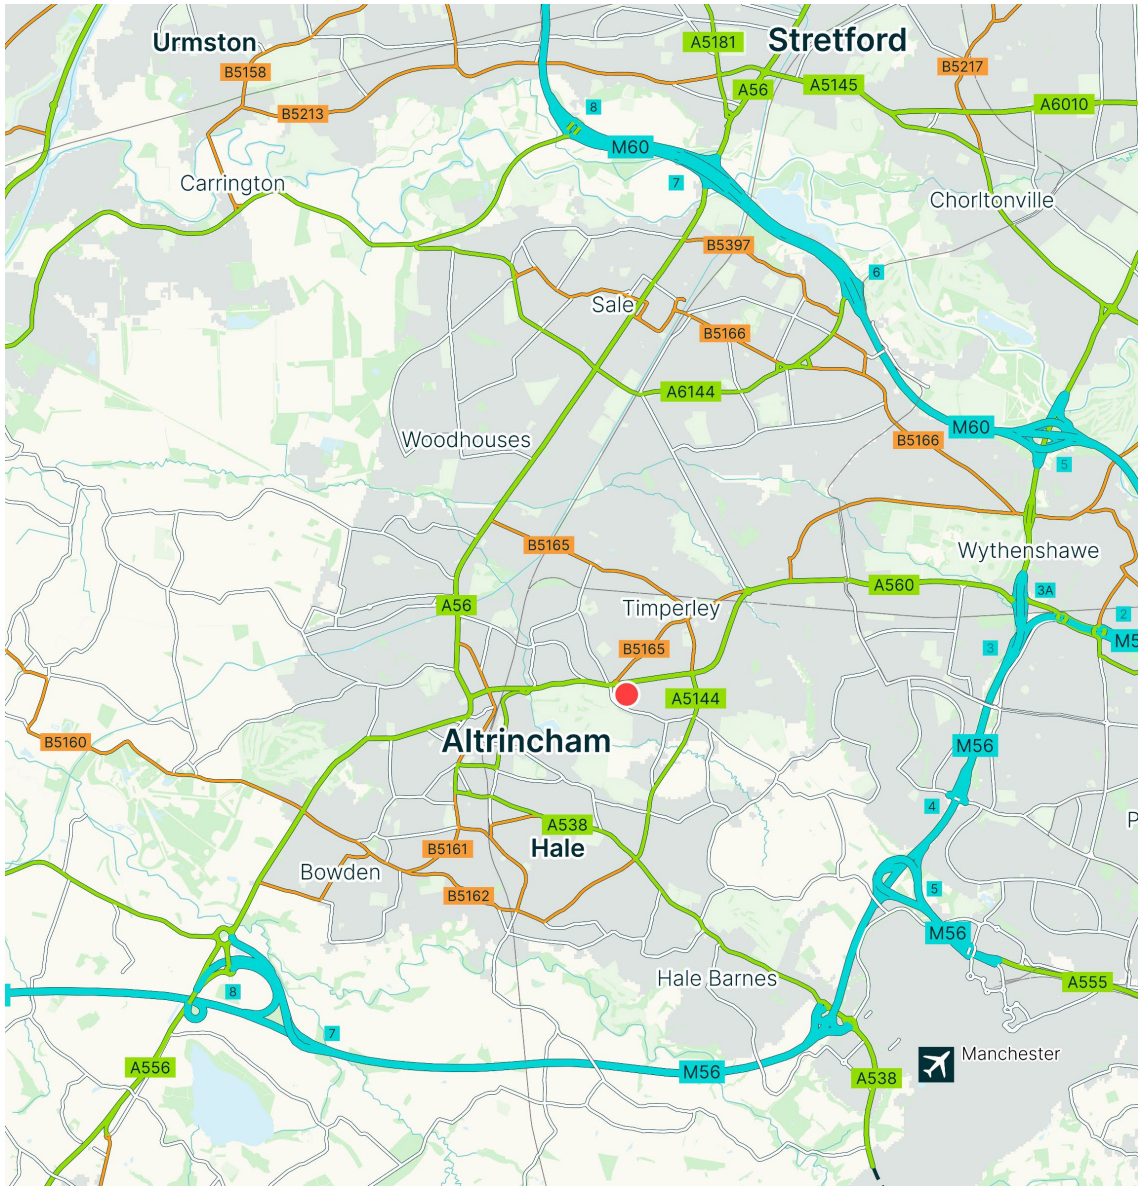 Urmston
A5181
Stretford
B5158
B5217
A56
A5145
B5213
8
A6010
M60
Carrington
7
Chorltonville
B5397
6
Sale
B5166
A6144
M60
Woodhouses
B5166
5
B5165
Wythenshawe
A560
3A
A56
Timperley
2
M5
B5165
3
A5144
B5160
Altrincham
M56
4
P
A538
B5161
Hale
Bowden
5
B5162
M56
Hale Barnes
A555
8
7
Manchester
A556
M56
A538